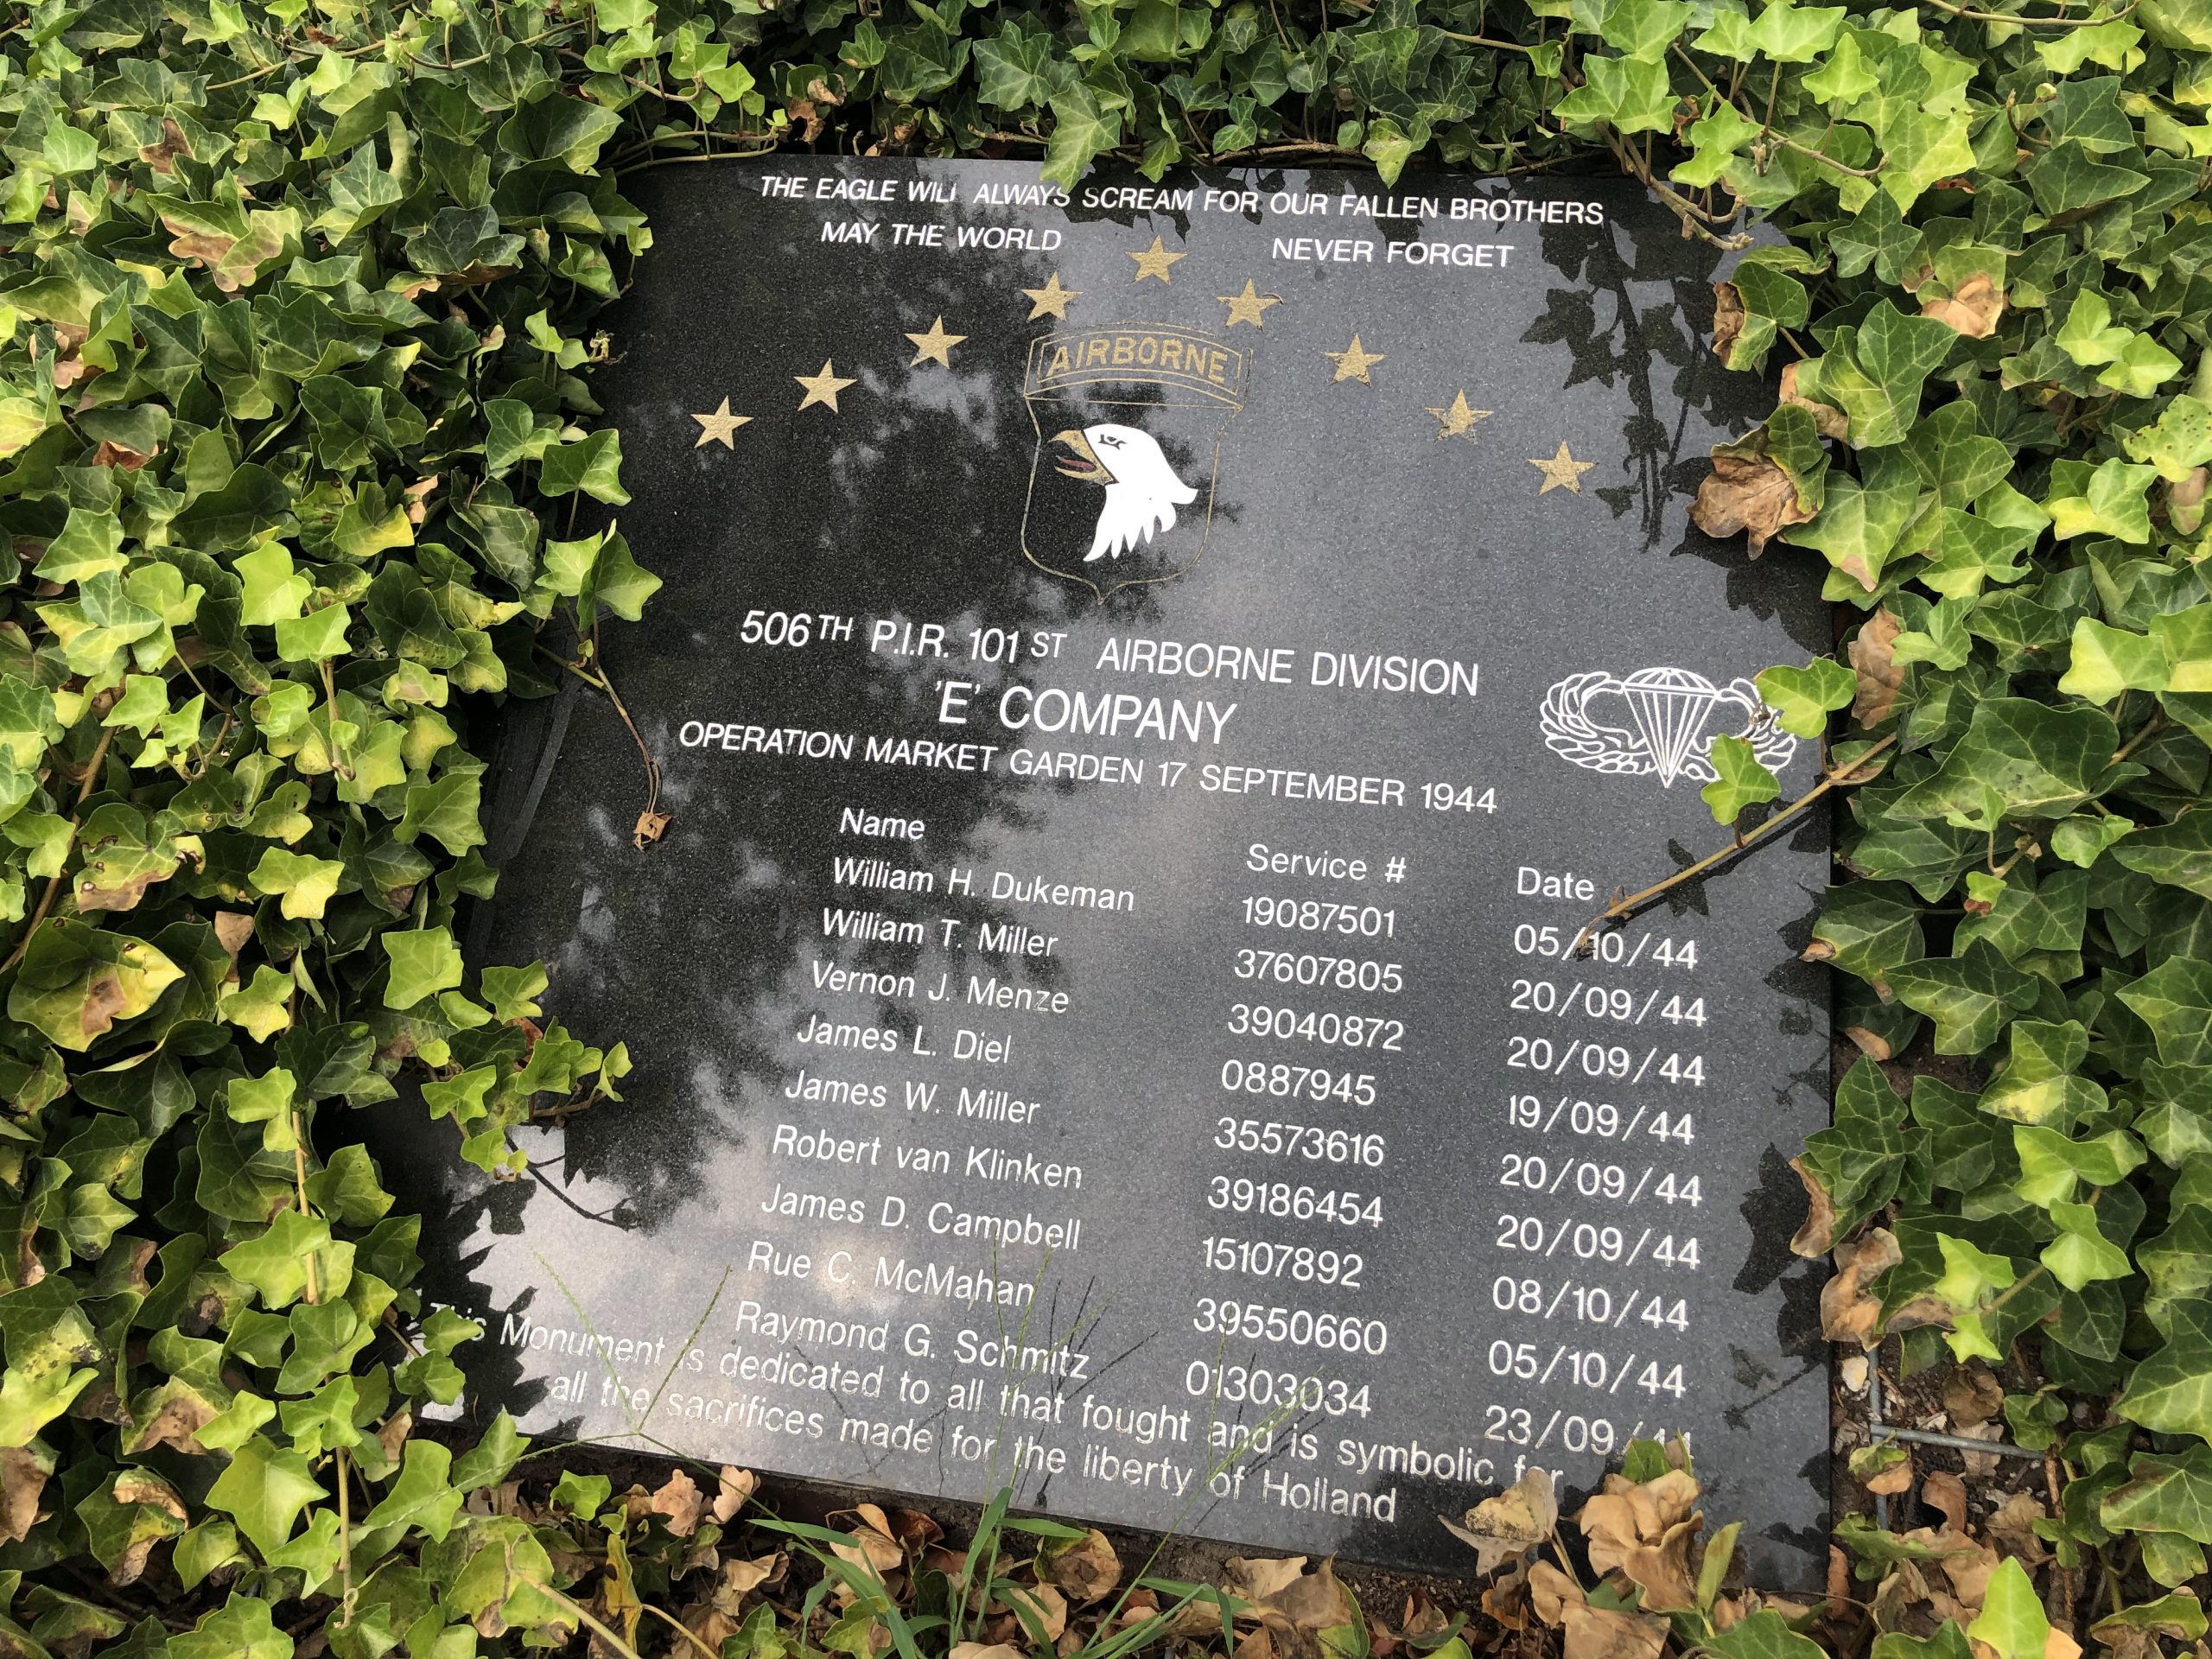 THE EAGLE WILL ALWAYS SCREAM FOR OUR FALLEN BROTHERS
MAY THE WORLD NEVER FORGET
AIRBORNE
506TH P.I.R. 101ST AIRBORNE DIVISION
'E' COMPANY
OPERATION MARKET GARDEN 17 SEPTEMBER 1944
Name Service # Date
William H. Dukeman 19087501 05/10/44
William T. Miller 37607805 20/09/44
Vernon J. Menze 39040872 20/09/44
James L. Diel 0887945 19/09/44
James W. Miller 35573616 20/09/44
Robert van Klinken 39186454 20/09/44
James D. Campbell 15107892 08/10/44
Rue C. McMahan 39550660 05/10/44
Raymond G. Schmitz 01303034 23/09/44
This Monument is dedicated to all that fought and is symbolic for
all the sacrifices made for the liberty of Holland